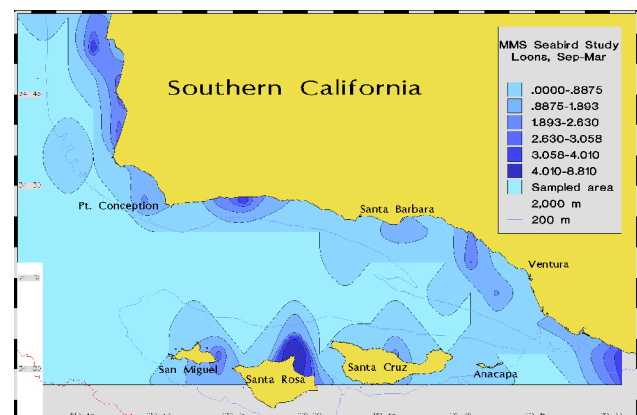 MMS Seabird Study
Loons, Sep-Mar
.0000-.8875
.8875-1.893
1.893-2.630
2.630-3.058
3.058-4.010
4.010-8.810
Sampled area
2,000 m
200 m
Southern California
Pt. Conception
Santa Barbara
Ventura
San Miguel
Santa Rosa
Santa Cruz
Anacapa